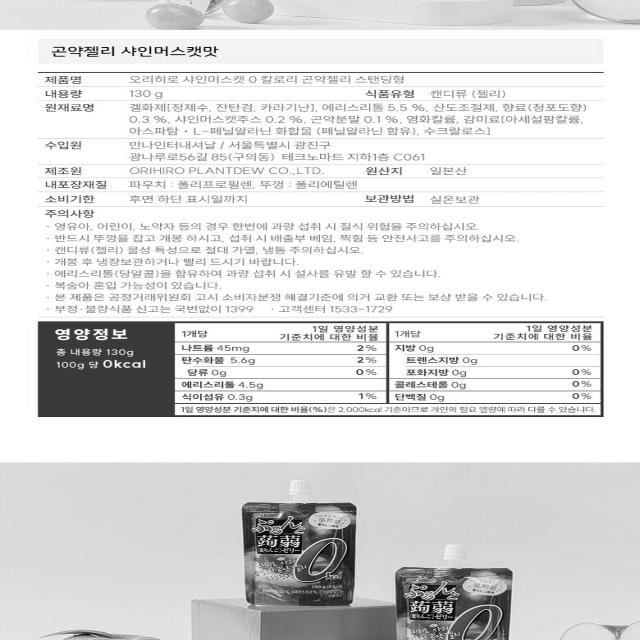 곤약젤리 샤인머스캣맛
제품명 오리히로 샤인머스캣 0 칼로리 곤약젤리 스탠딩형
내용량 130 g 식품유형 캔디류 (젤리)
원재료명 겔화제[정제수, 잔탄검, 카라기난], 에리스리톨 5.5 %, 산도조절제, 향료(청포도향)
0.3 %, 샤인머스캣주스 0.2 %, 곤약분말 0.1 %, 염화칼륨, 감미료[아세설팜칼륨,
아스파탐 · L-페닐알라닌 화합물 (페닐알라닌 함유), 수크랄로스]
수입원 만나인터내셔날 / 서울특별시 광진구
광나루로56길 85(구의동) 테크노마트 지하1층 C061
제조원 ORIHIRO PLANTDEW CO.,LTD. 원산지 일본산
내포장재질 파우치 : 폴리프로필렌, 뚜껑 : 폴리에틸렌
소비기한 후면 하단 표시일까지 보관방법 실온보관
주의사항
· 영유아, 어린이, 노약자 등의 경우 한번에 과량 섭취 시 질식 위험을 주의하십시오.
· 반드시 뚜껑을 잡고 개봉 하시고, 섭취 시 배출부 베임, 찍힘 등 안전사고를 주의하십시오.
· 캔디류(젤리) 물성 특성으로 절대 가열, 냉동 주의하십시오.
· 개봉 후 냉장보관하거나 빨리 드시기 바랍니다.
· 에리스리톨(당알콜)을 함유하여 과량 섭취 시 설사를 유발 할 수 있습니다.
· 복숭아 혼입 가능성이 있습니다.
· 본 제품은 공정거래위원회 고시 소비자분쟁 해결기준에 의거 교환 또는 보상 받을 수 있습니다.
· 부정·불량식품 신고는 국번없이 1399 · 고객센터 1533-1729
영양정보
총 내용량 130g
100g 당 0kcal
1개당 1일 영양성분 기준치에 대한 비율
나트륨 45mg 2%
탄수화물 5.6g 2%
당류 0g 0%
에리스리톨 4.5g
식이섬유 0.3g 1%
1개당 1일 영양성분 기준치에 대한 비율
지방 0g 0%
트렌스지방 0g
포화지방 0g 0%
콜레스테롤 0g 0%
단백질 0g 0%
1일 영양성분 기준치에 대한 비율(%)은 2,000kcal 기준이므로 개인의 필요 열량에 따라 다를 수 있습니다.
ぷるんと
蒟蒻
ゼリー
0kcal
130g
ぷるんと
蒟蒻
ゼリー
0